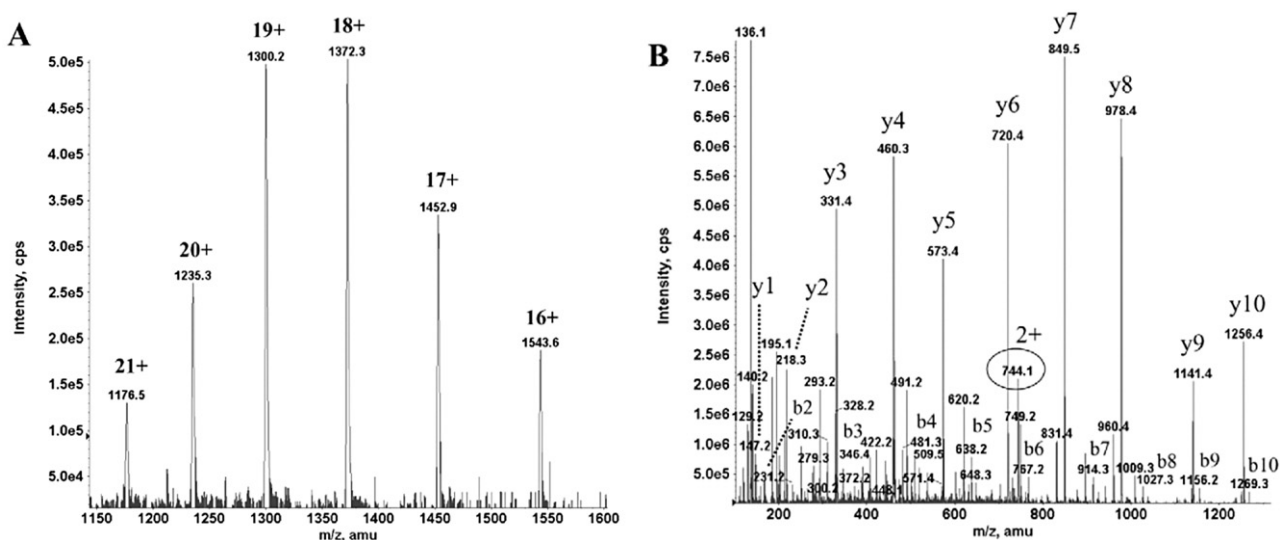 A
19+
1300.2
18+
1372.3
17+
1452.9
20+
1235.3
16+
1543.6
21+
1176.5
5.0e5
4.5e5
4.0e5
3.5e5
3.0e5
2.5e5
2.0e5
1.5e5
1.0e5
5.0e4
Intensity, cps
1150 1200 1250 1300 1350 1400 1450 1500 1550 1600
m/z, amu
B
136.1
y7
849.5
y8
978.4
y6
720.4
y4
460.3
y3
331.4
y5
573.4
y1
y2
y10
1256.4
y9
1141.4
2+
744.1
195.1
218.3
140.2
293.2
491.2
328.2
620.2
749.2
129.2
b2
310.3
b3
b4
b5
b6
831.4
960.4
147.2
279.3
346.4
422.2
481.3
509.5
638.2
767.2
b7
914.3
1009.3
b8
1027.3
b9
1156.2
b10
1269.3
231.2
300.2
372.2
448.1
571.4
648.3
7.5e6
7.0e6
6.5e6
6.0e6
5.5e6
5.0e6
4.5e6
4.0e6
3.5e6
3.0e6
2.5e6
2.0e6
1.5e6
1.0e6
5.0e5
Intensity, cps
200 400 600 800 1000 1200
m/z, amu